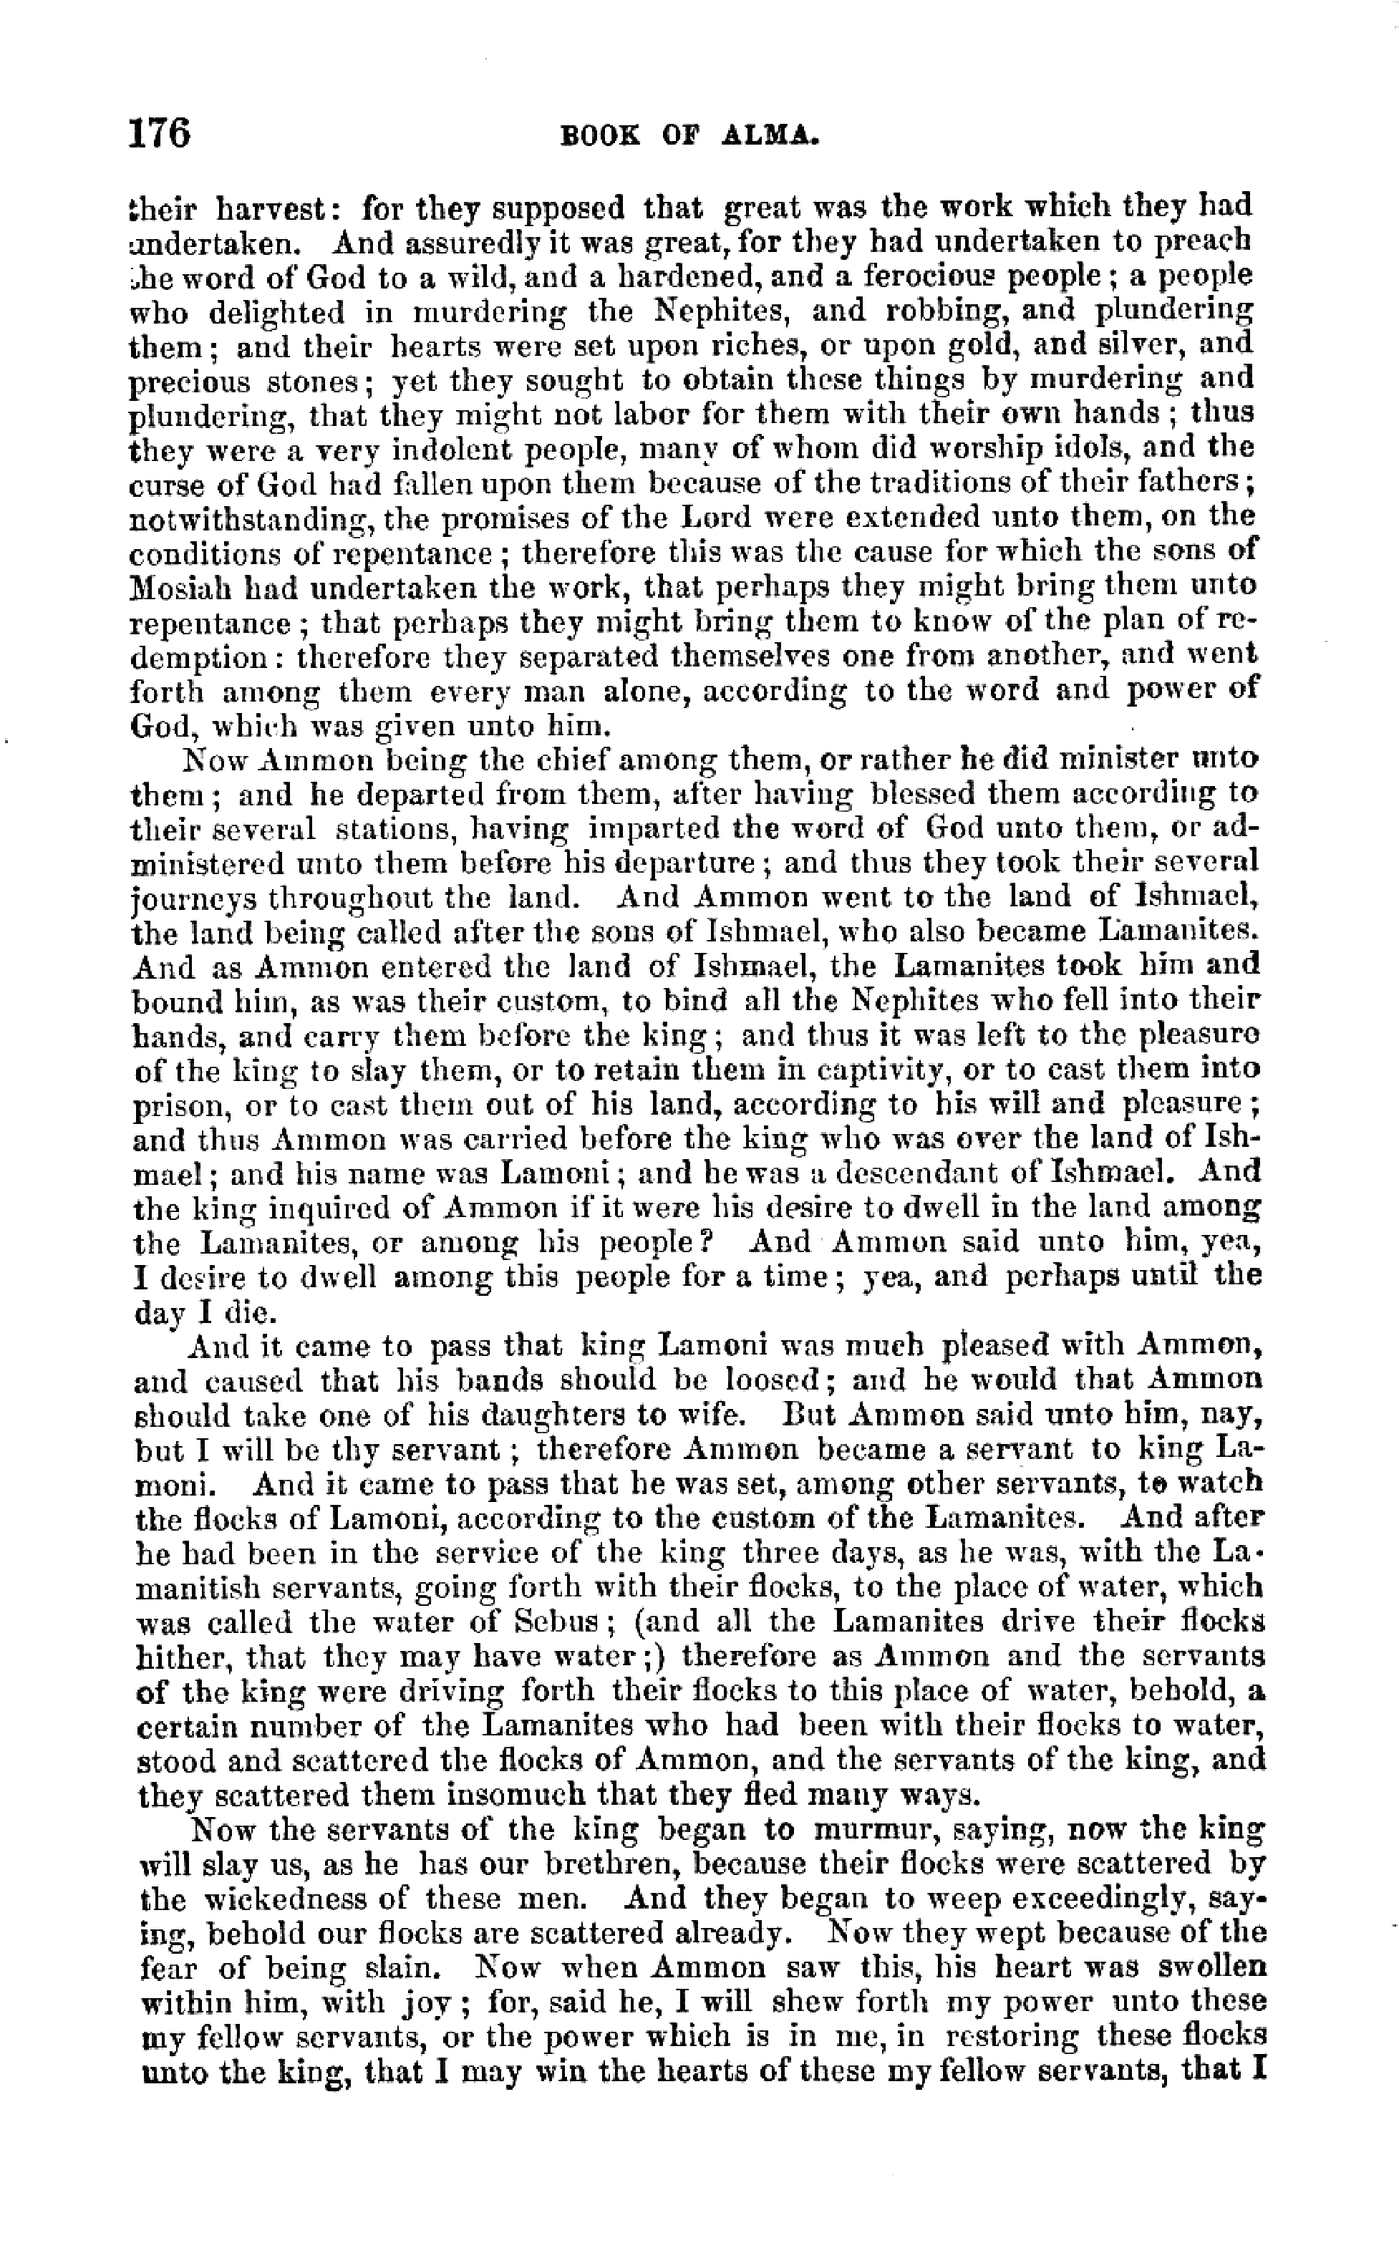 176 BOOK OF ALMA.
their harvest: for they supposed that great was the work which they had
undertaken. And assuredly it was great, for they had undertaken to preach
the word of God to a wild, and a hardened, and a ferocious people; a people
who delighted in murdering the Nephites, and robbing, and plundering
them; and their hearts were set upon riches, or upon gold, and silver, and
precious stones; yet they sought to obtain these things by murdering and
plundering, that they might not labor for them with their own hands; thus
they were a very indolent people, many of whom did worship idols, and the
curse of God had fallen upon them because of the traditions of their fathers;
notwithstanding, the promises of the Lord were extended unto them, on the
conditions of repentance; therefore this was the cause for which the sons of
Mosiah had undertaken the work, that perhaps they might bring them unto
repentance; that perhaps they might bring them to know of the plan of re-
demption: therefore they separated themselves one from another, and went
forth among them every man alone, according to the word and power of
God, which was given unto him.
Now Ammon being the chief among them, or rather he did minister unto
them; and he departed from them, after having blessed them according to
their several stations, having imparted the word of God unto them, or ad-
ministered unto them before his departure; and thus they took their several
journeys throughout the land. And Ammon went to the land of Ishmael,
the land being called after the sons of Ishmael, who also became Lamanites.
And as Ammon entered the land of Ishmael, the Lamanites took him and
bound him, as was their custom, to bind all the Nephites who fell into their
hands, and carry them before the king; and thus it was left to the pleasure
of the king to slay them, or to retain them in captivity, or to cast them into
prison, or to cast them out of his land, according to his will and pleasure;
and thus Ammon was carried before the king who was over the land of Ish-
mael; and his name was Lamoni; and he was a descendant of Ishmael. And
the king inquired of Ammon if it were his desire to dwell in the land among
the Lamanites, or among his people? And Ammon said unto him, yea,
I desire to dwell among this people for a time; yea, and perhaps until the
day I die.
And it came to pass that king Lamoni was much pleased with Ammon,
and caused that his bands should be loosed; and he would that Ammon
should take one of his daughters to wife. But Ammon said unto him, nay,
but I will be thy servant; therefore Ammon became a servant to king La-
moni. And it came to pass that he was set, among other servants, to watch
the flocks of Lamoni, according to the custom of the Lamanites. And after
he had been in the service of the king three days, as he was, with the La-
manitish servants, going forth with their flocks, to the place of water, which
was called the water of Sebus; (and all the Lamanites drive their flocks
hither, that they may have water;) therefore as Ammon and the servants
of the king were driving forth their flocks to this place of water, behold, a
certain number of the Lamanites who had been with their flocks to water,
stood and scattered the flocks of Ammon, and the servants of the king, and
they scattered them insomuch that they fled many ways.
Now the servants of the king began to murmur, saying, now the king
will slay us, as he has our brethren, because their flocks were scattered by
the wickedness of these men. And they began to weep exceedingly, say-
ing, behold our flocks are scattered already. Now they wept because of the
fear of being slain. Now when Ammon saw this, his heart was swollen
within him, with joy; for, said he, I will shew forth my power unto these
my fellow servants, or the power which is in me, in restoring these flocks
unto the king, that I may win the hearts of these my fellow servants, that I